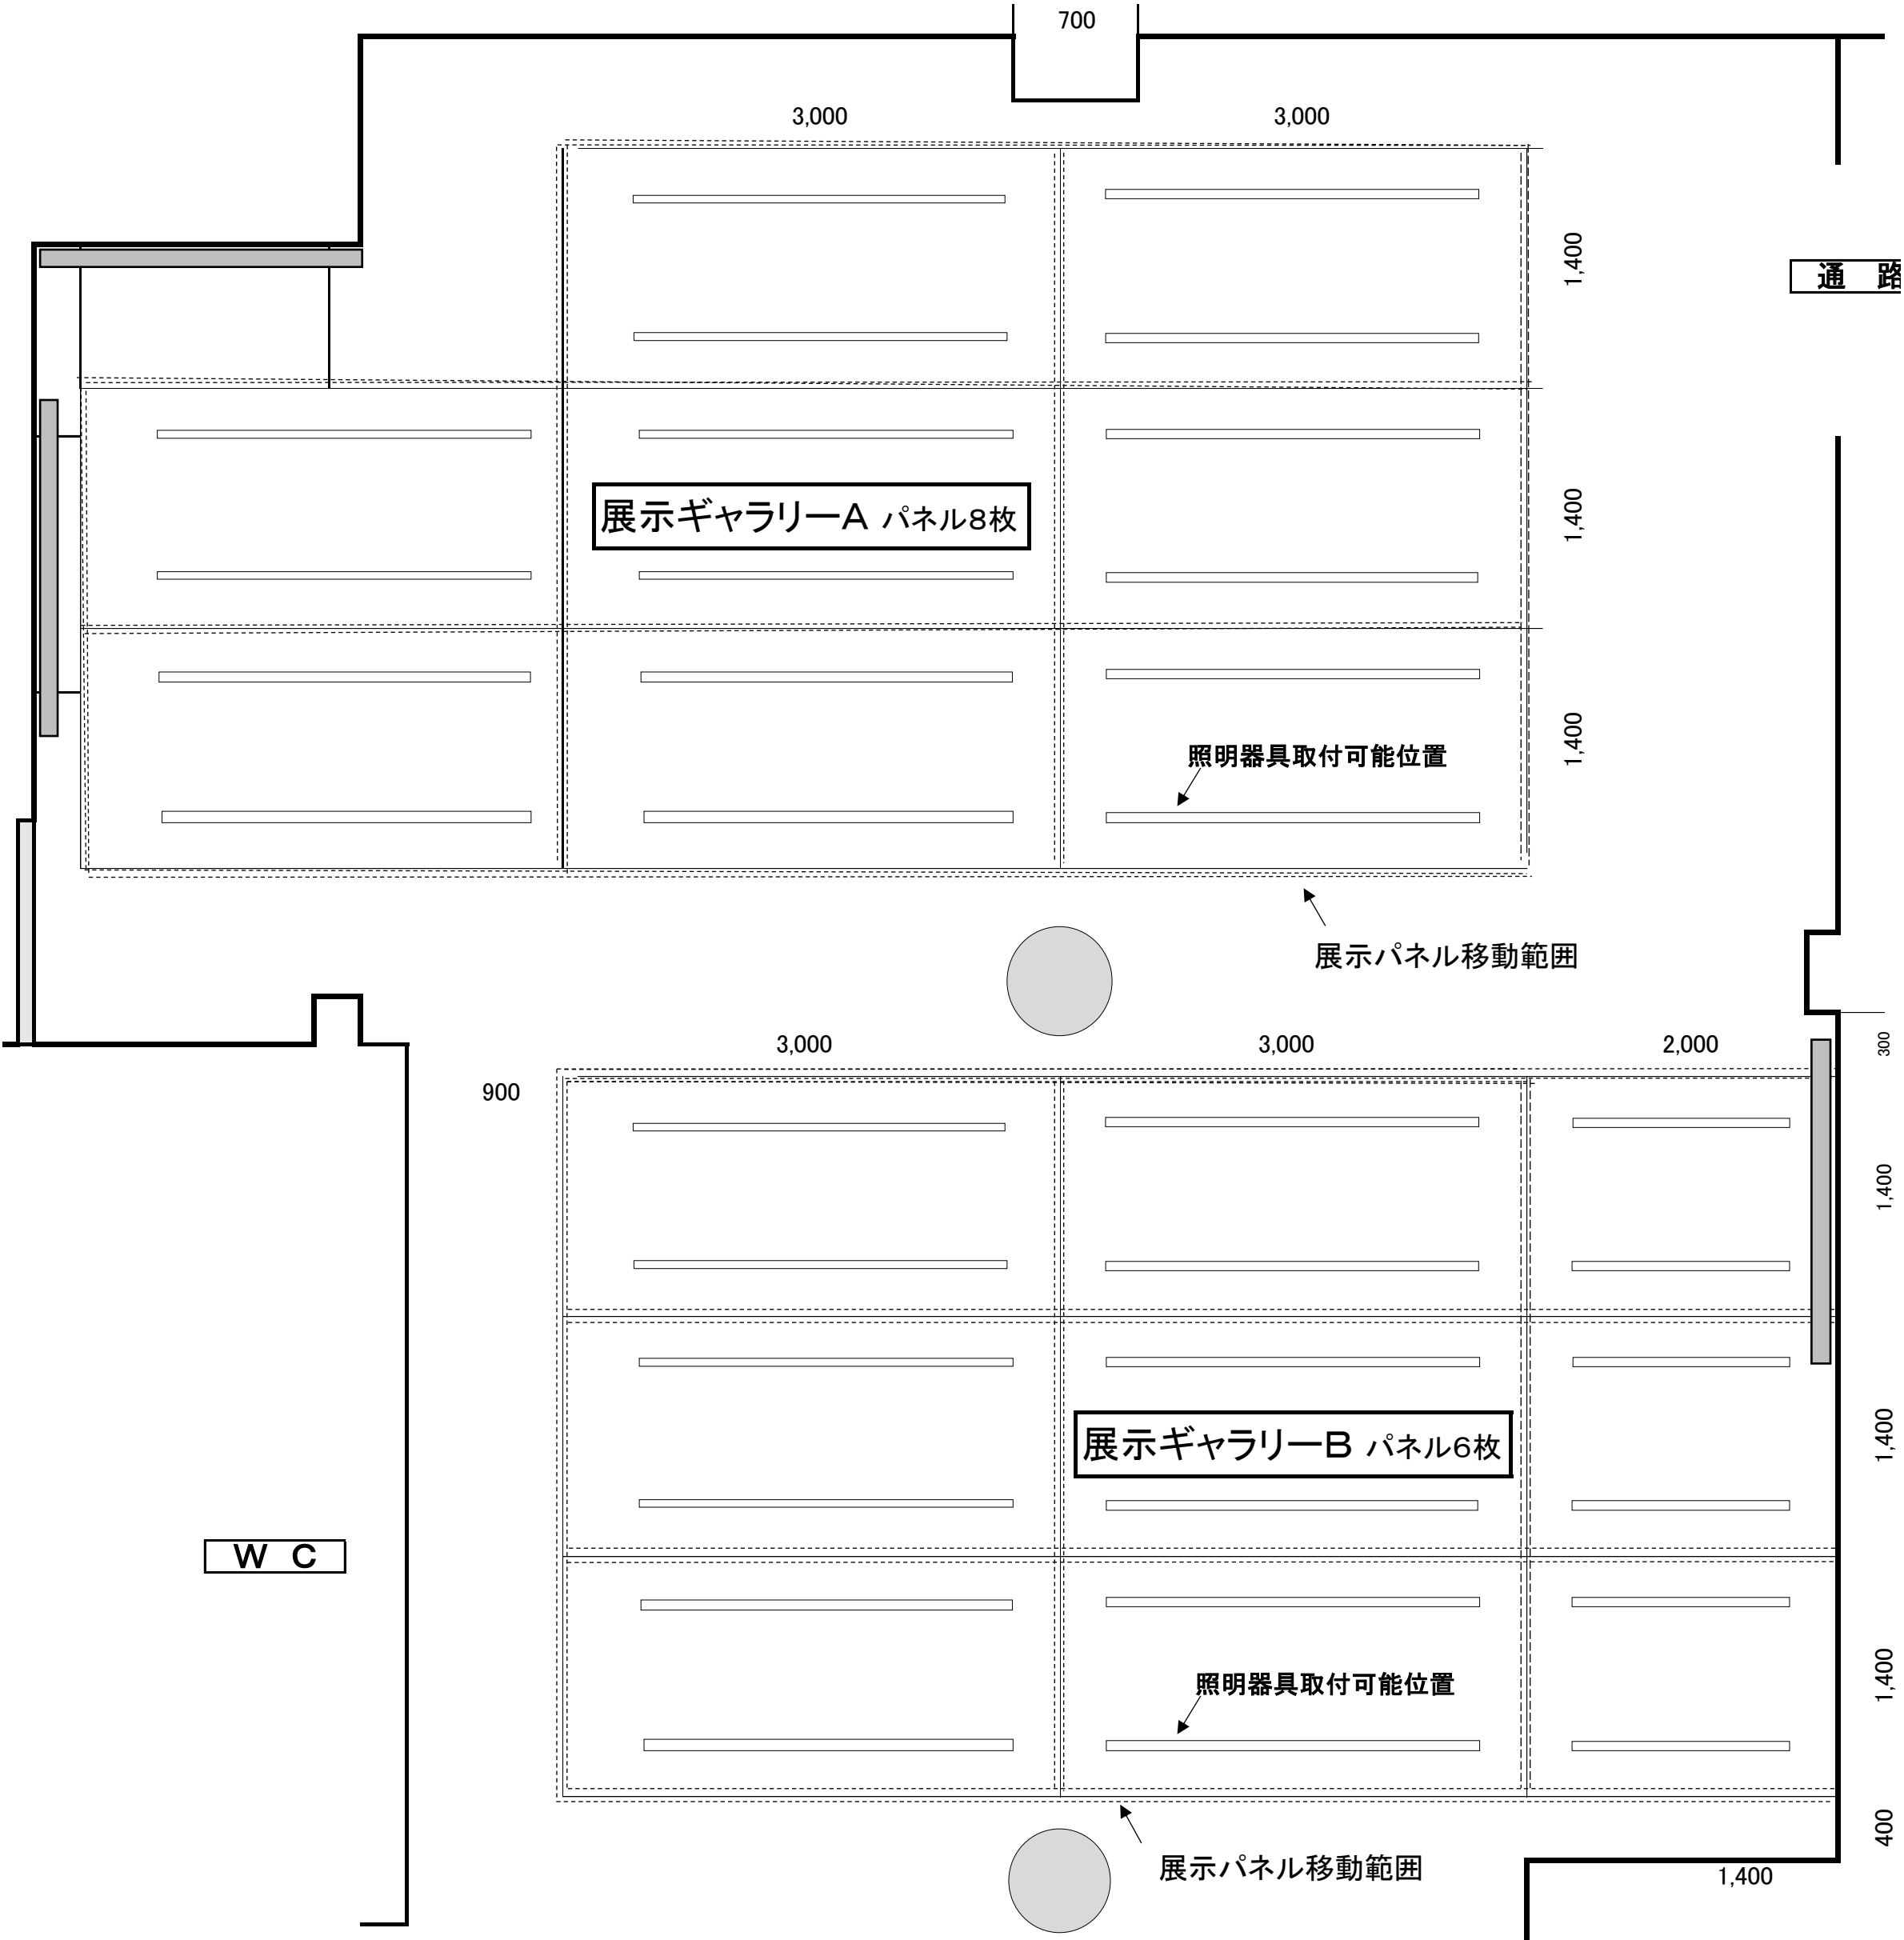 700
3,000
3,000
1,400
通　路
展示ギャラリーA パネル8枚
1,400
1,400
照明器具取付可能位置
展示パネル移動範囲
3,000
3,000
2,000
300
900
1,400
展示ギャラリーB パネル6枚
1,400
W C
1,400
照明器具取付可能位置
400
展示パネル移動範囲
1,400